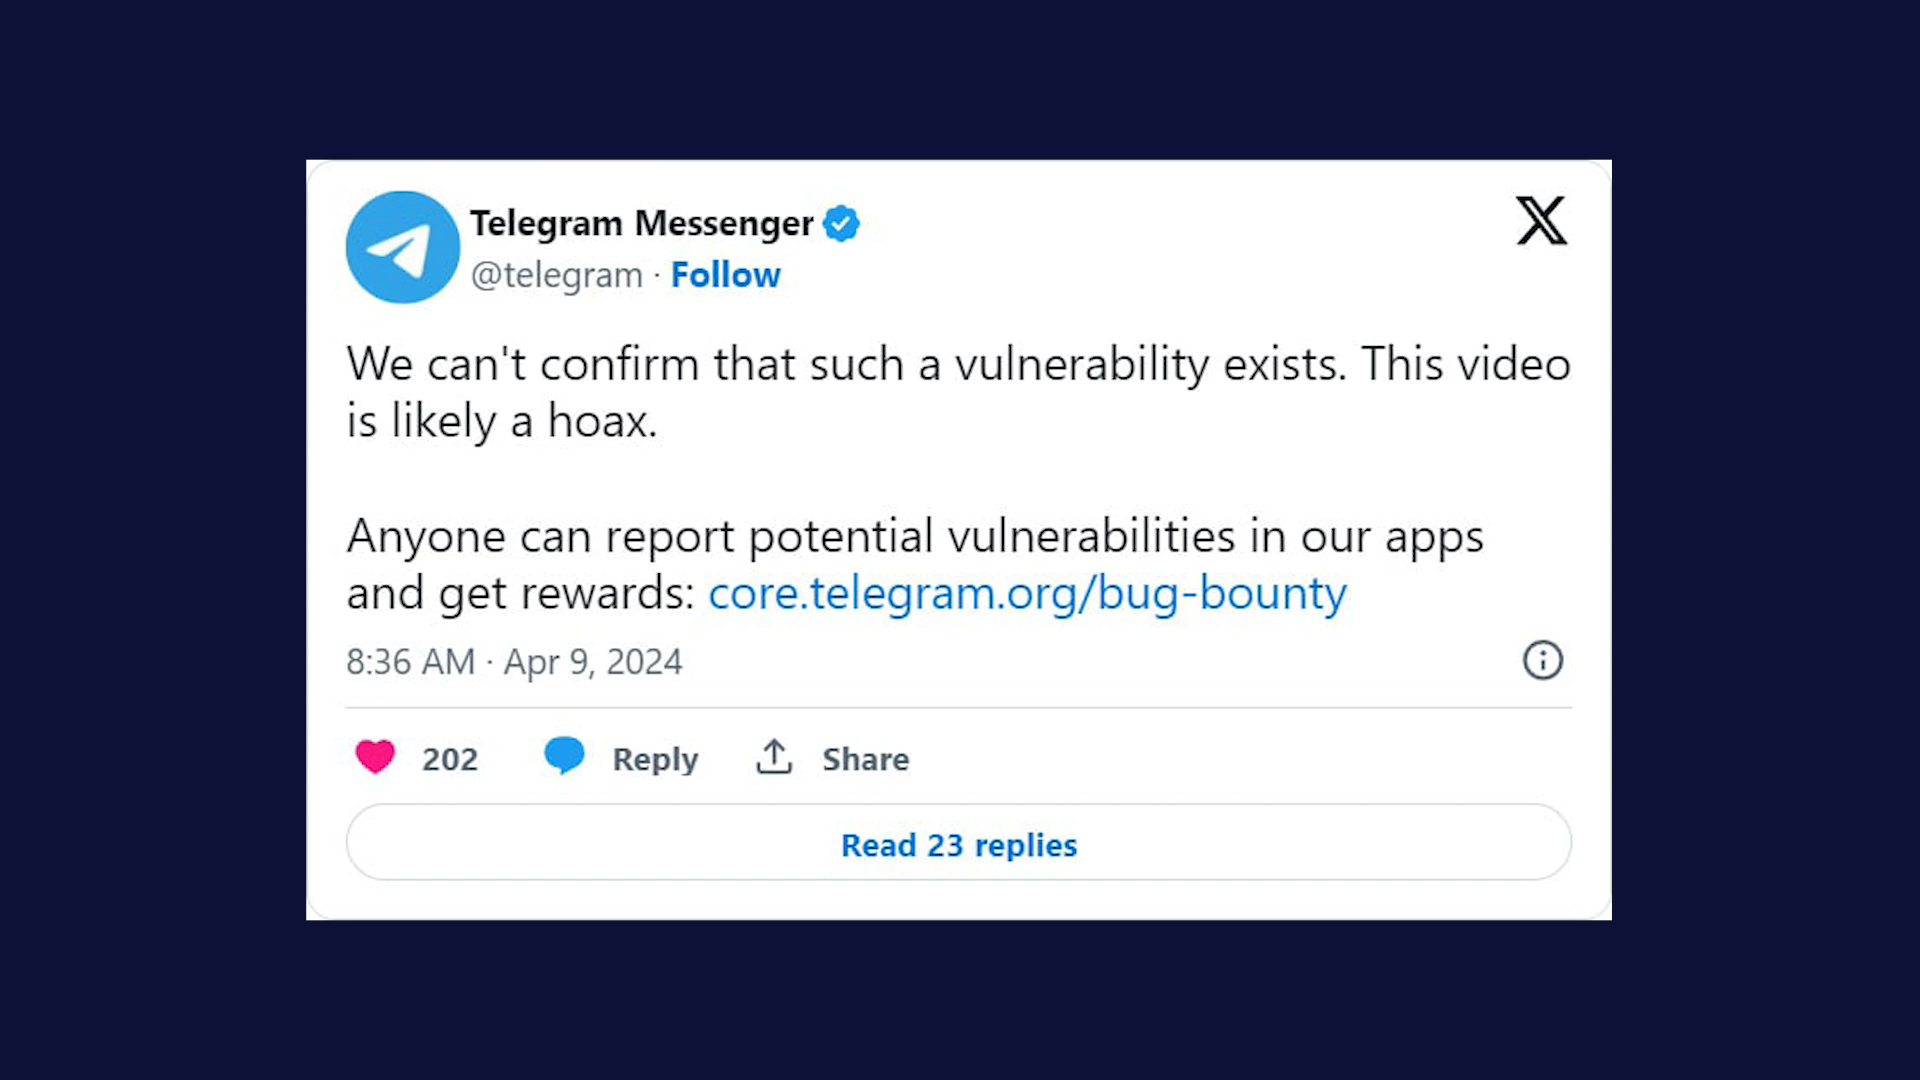 Telegram Messenger
@telegram · Follow
We can't confirm that such a vulnerability exists. This video
is likely a hoax.
Anyone can report potential vulnerabilities in our apps
and get rewards: core.telegram.org/bug-bounty
8:36 AM · Apr 9, 2024
202 Reply Share
Read 23 replies